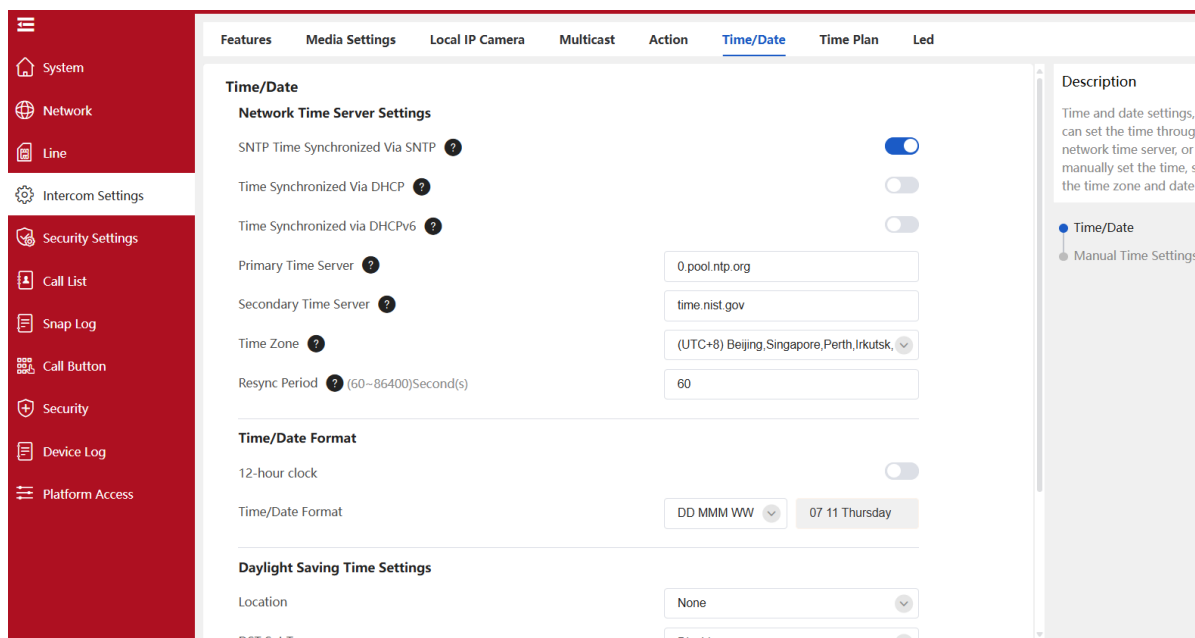 Features Media Settings Local IP Camera Multicast Action Time/Date Time Plan Led
System
Network
Line
Intercom Settings
Security Settings
Call List
Snap Log
Call Button
Security
Device Log
Platform Access
Time/Date
Network Time Server Settings
SNTP Time Synchronized Via SNTP ?
Time Synchronized Via DHCP ?
Time Synchronized via DHCPv6 ?
Primary Time Server ? 0.pool.ntp.org
Secondary Time Server ? time.nist.gov
Time Zone ? (UTC+8) Beijing,Singapore,Perth,Irkutsk,
Resync Period ? (60~86400)Second(s) 60
Time/Date Format
12-hour clock
Time/Date Format DD MMM WW 07 11 Thursday
Daylight Saving Time Settings
Location None
Description
Time and date settings,
can set the time throug
network time server, or
manually set the time, s
the time zone and date
Time/Date
Manual Time Settings